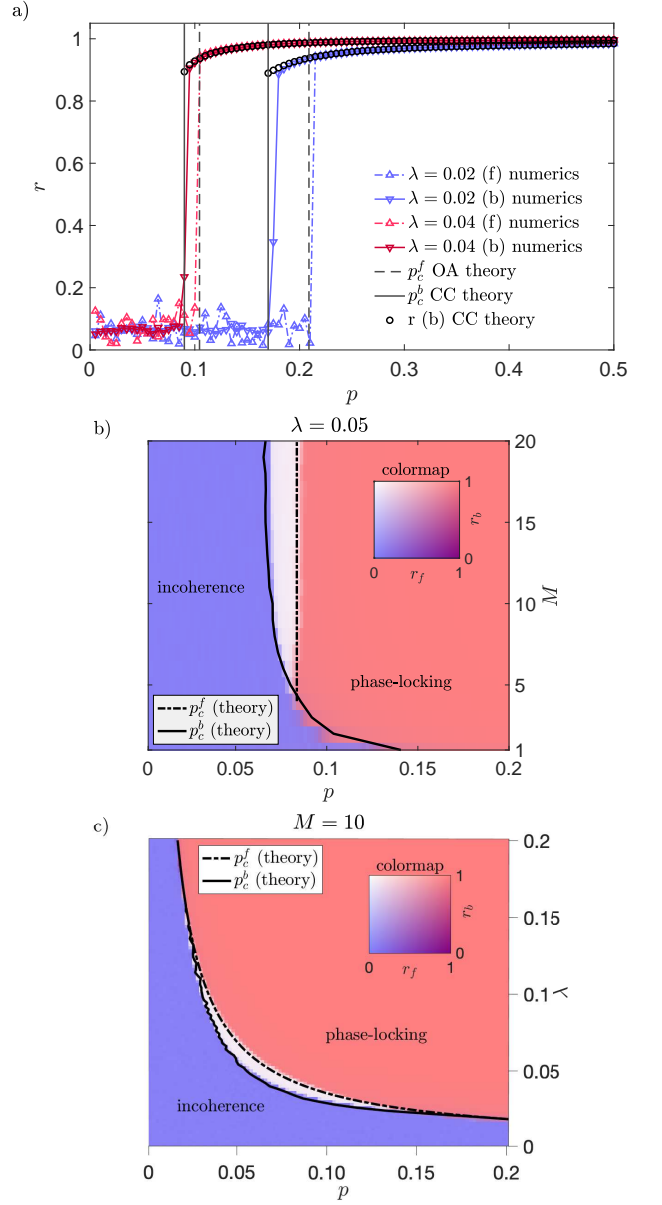 a)
1
0.8
0.6
0.4
0.2
0
r
λ = 0.02 (f) numerics
λ = 0.02 (b) numerics
λ = 0.04 (f) numerics
λ = 0.04 (b) numerics
p_c^f OA theory
p_c^b CC theory
r (b) CC theory
0 0.1 0.2 0.3 0.4 0.5
p
b)
λ = 0.05
20
15
10
5
1
M
colormap
1
0
r_b
0 r_f 1
incoherence
phase-locking
p_c^f (theory)
p_c^b (theory)
0 0.05 0.1 0.15 0.2
p
c)
M = 10
0.2
0.15
0.1
0.05
0
λ
p_c^f (theory)
p_c^b (theory)
colormap
1
0
r_b
0 r_f 1
phase-locking
incoherence
0 0.05 0.10 0.15 0.2
p